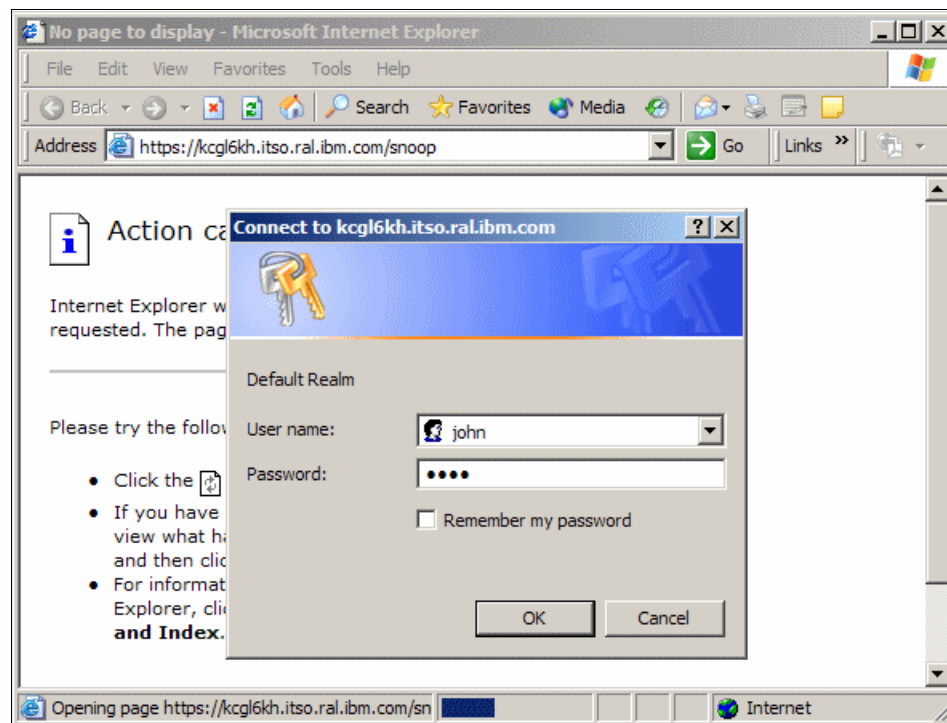 No page to display - Microsoft Internet Explorer
File Edit View Favorites Tools Help
Back Search Favorites Media
Address https://kcgl6kh.itso.ral.ibm.com/snoop Go Links »
Action ca
Internet Explorer w
requested. The pag
Please try the follov
Click the
If you have
view what ha
and then clic
For informat
Explorer, clic
and Index.
Connect to kcgl6kh.itso.ral.ibm.com
Default Realm
User name: john
Password: ••••
Remember my password
OK Cancel
Opening page https://kcgl6kh.itso.ral.ibm.com/sn Internet